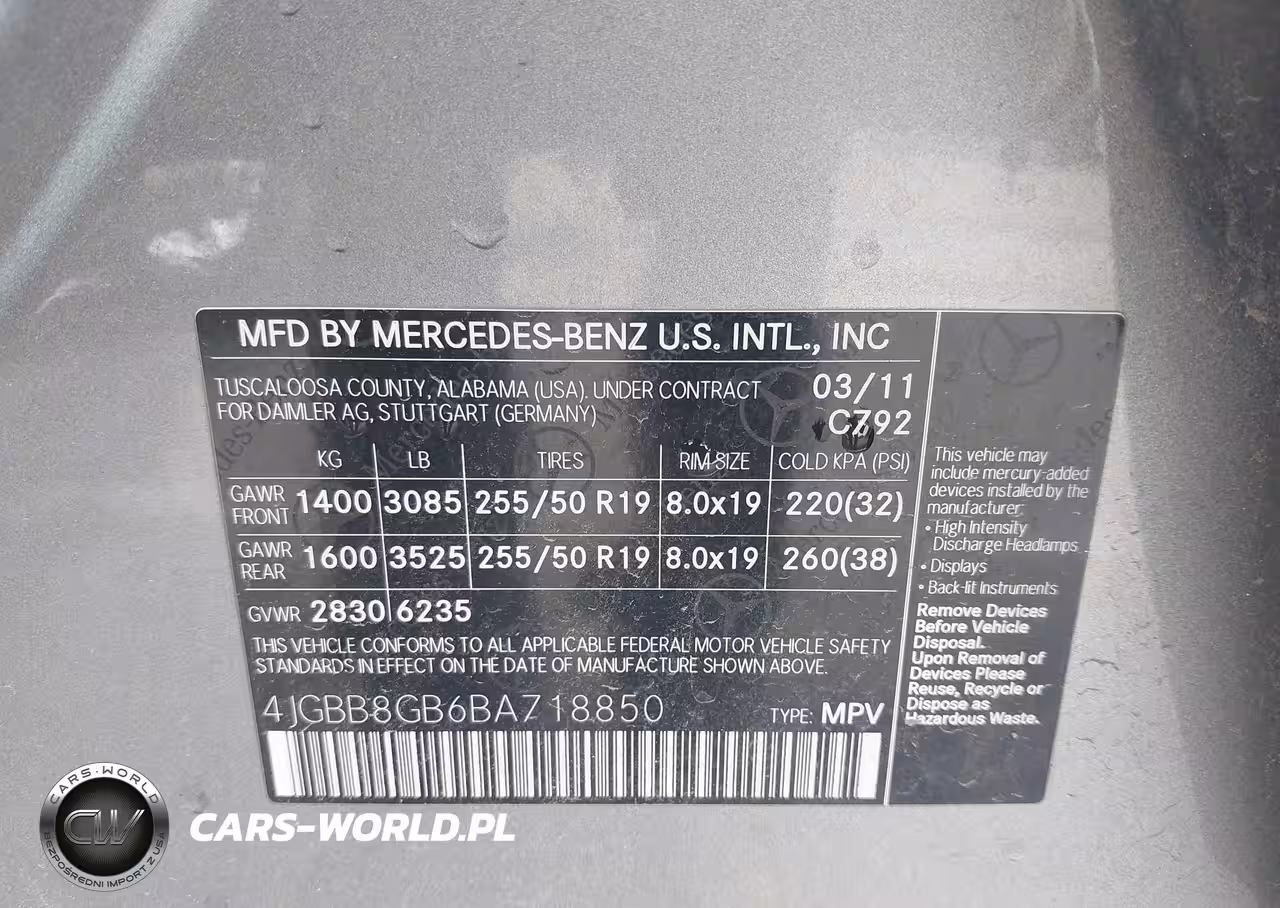 MFD BY MERCEDES-BENZ U.S. INTL., INC
TUSCALOOSA COUNTY, ALABAMA (USA). UNDER CONTRACT
FOR DAIMLER AG, STUTTGART (GERMANY)
03/11
C792
KG LB TIRES RIM SIZE COLD KPA (PSI)
GAWR FRONT 1400 3085 255/50 R19 8.0x19 220(32)
GAWR REAR 1600 3525 255/50 R19 8.0x19 260(38)
GVWR 2830 6235
THIS VEHICLE CONFORMS TO ALL APPLICABLE FEDERAL MOTOR VEHICLE SAFETY
STANDARDS IN EFFECT ON THE DATE OF MANUFACTURE SHOWN ABOVE.
4JGBB8GB6BA718850
TYPE: MPV
This vehicle may
include mercury-added
devices installed by the
manufacturer:
• High Intensity
Discharge Headlamps
• Displays
• Back-lit Instruments
Remove Devices
Before Vehicle
Disposal.
Upon Removal of
Devices Please
Reuse, Recycle or
Dispose as
Hazardous Waste.
CARS-WORLD
CW
BEZPOŚREDNI IMPORT Z USA
CARS-WORLD.PL